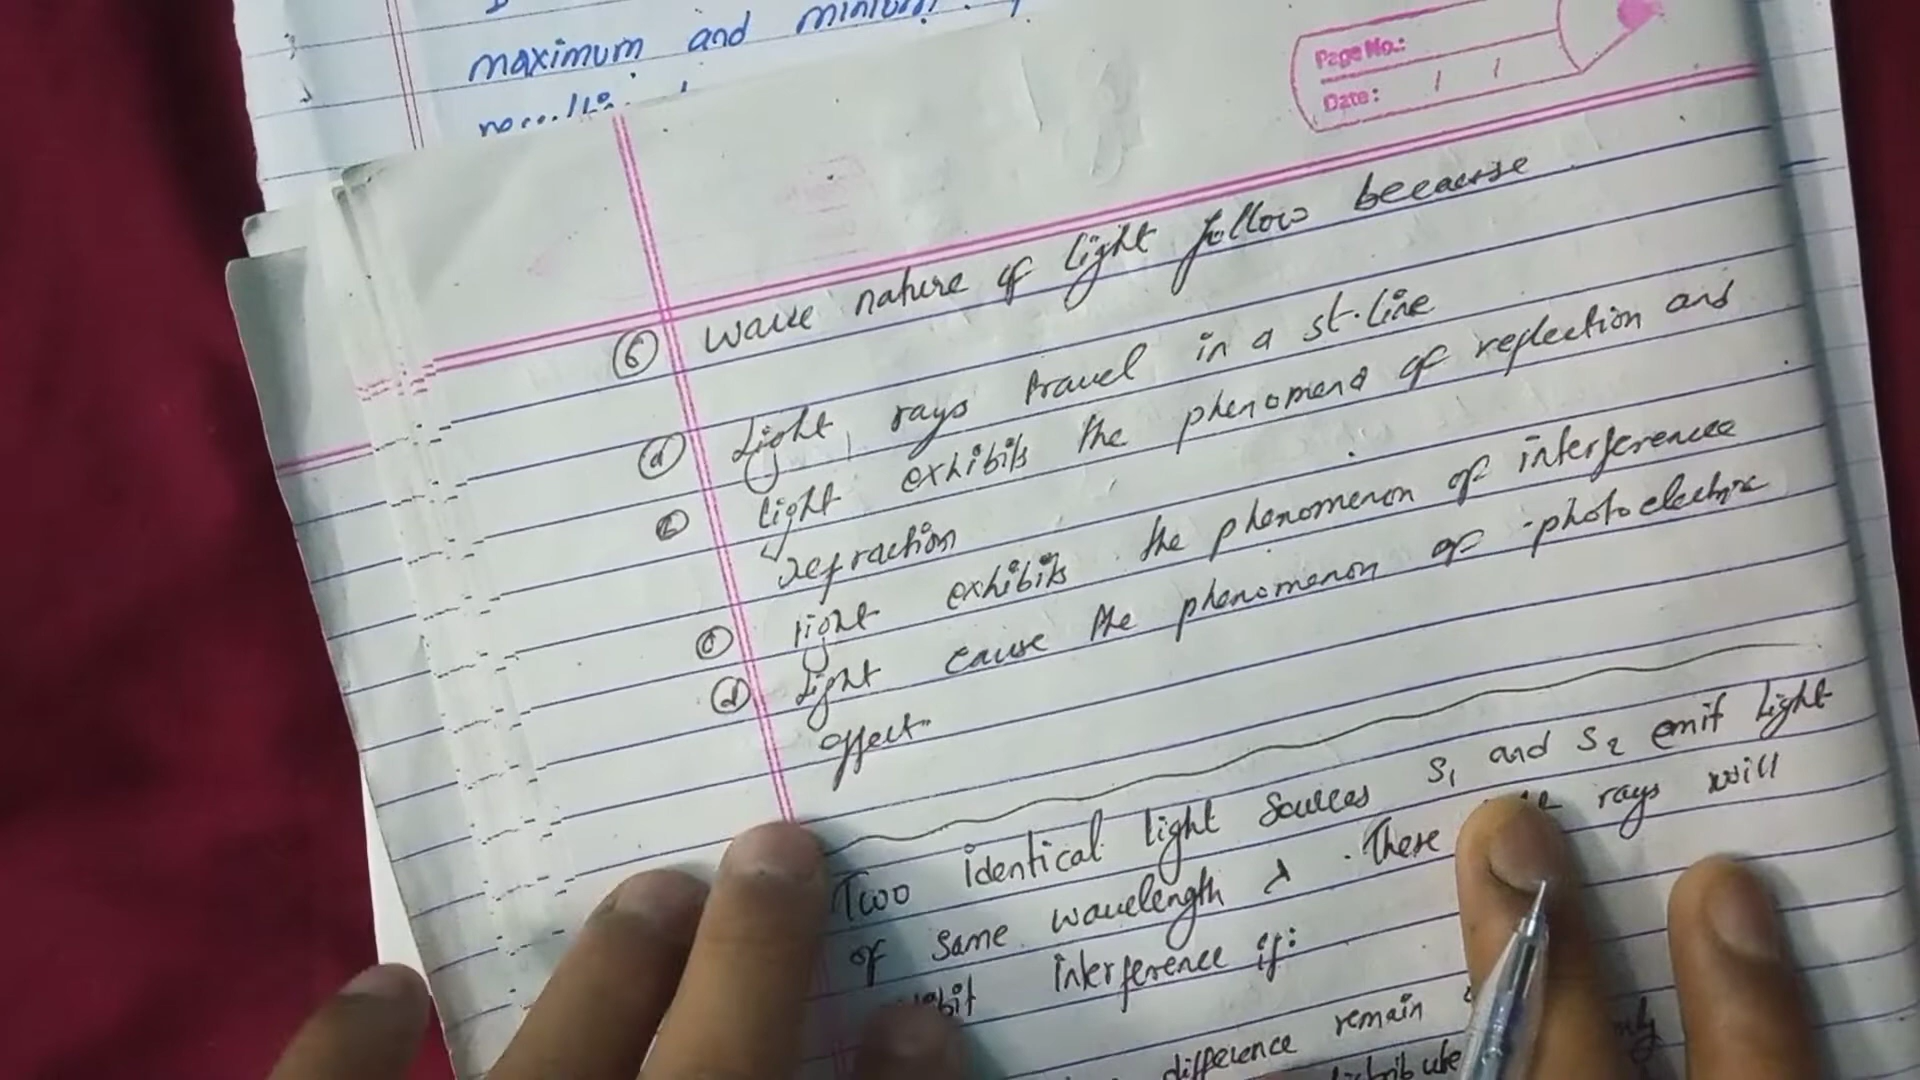 maximum and
Page No.:
Date: / /
6 wave nature of light follow because
a Light rays travel in a st. line
b light exhibits the phenomena of reflection and
refraction
c light exhibits the phenomenon of interference
d Light cause the phenomenon of photoelectric
effect
Two identical light Sources S1 and S2 emit light
of same wavelength λ. These rays will
interference if:
difference remain